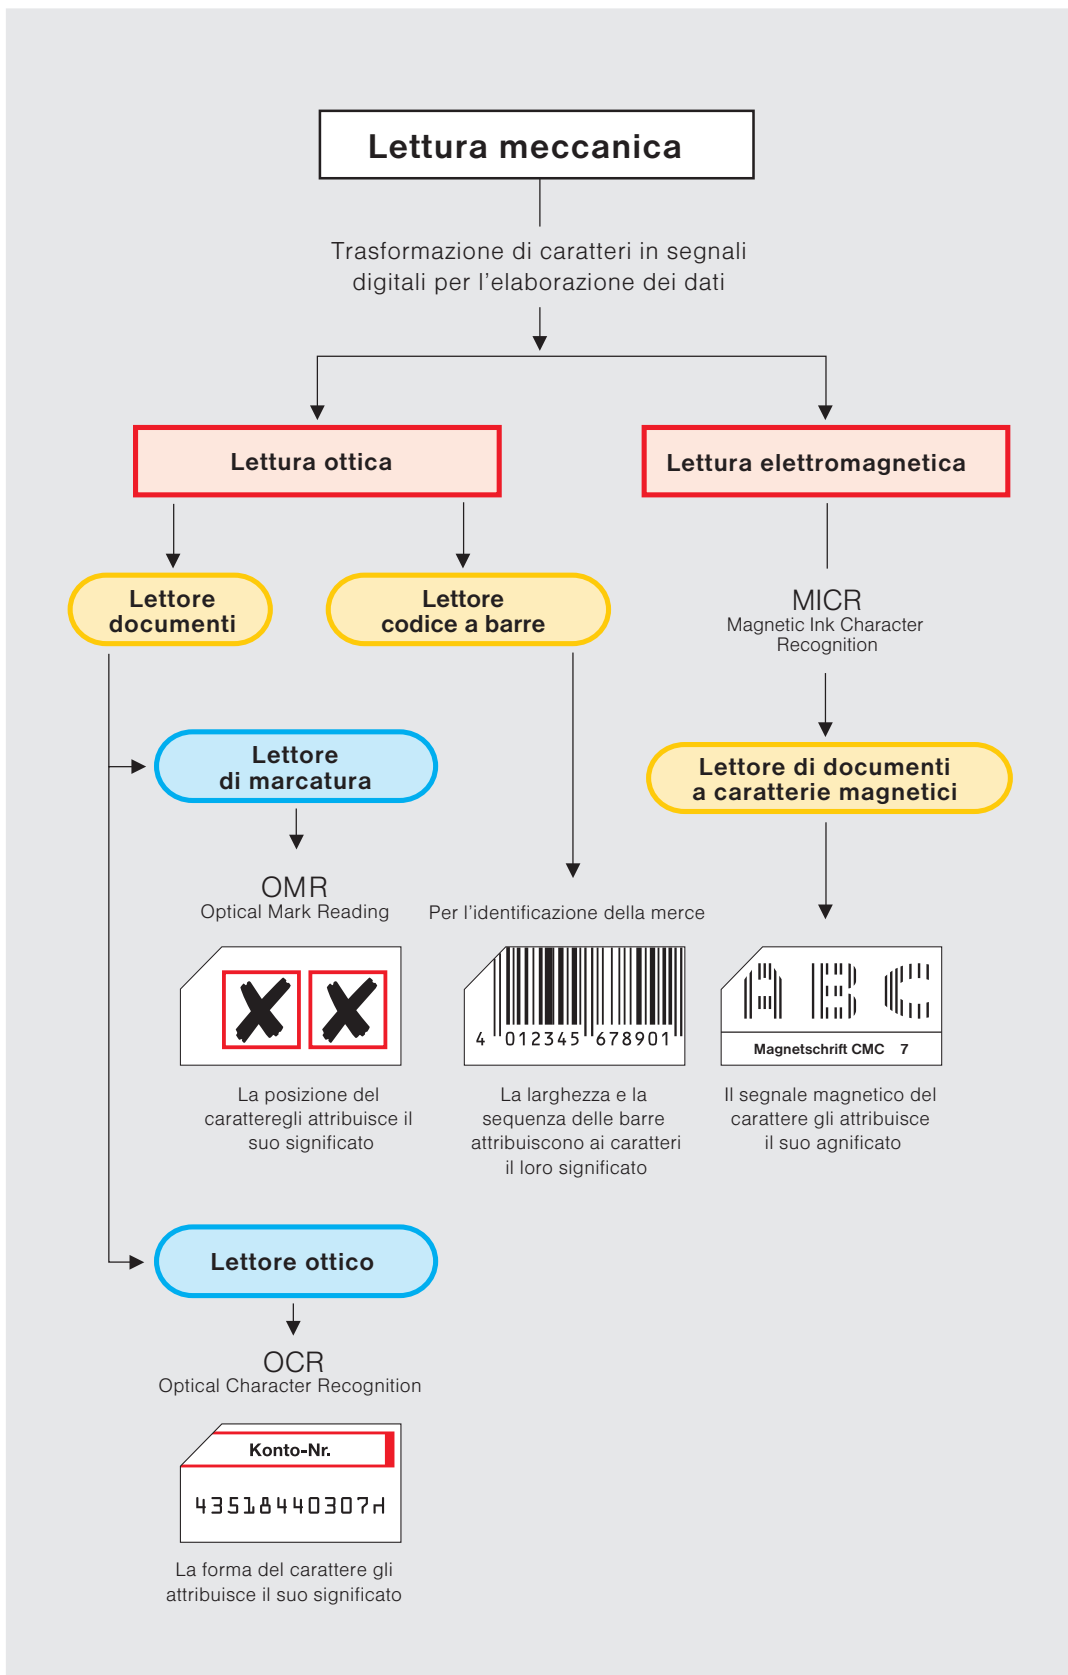 Lettura meccanica
Trasformazione di caratteri in segnali
digitali per l'elaborazione dei dati
Lettura ottica
Lettura elettromagnetica
Lettore
documenti
Lettore
codice a barre
MICR
Magnetic Ink Character
Recognition
Lettore
di marcatura
Lettore di documenti
a caratterie magnetici
OMR
Optical Mark Reading
Per l'identificazione della merce
4 012345 678901
A B C
Magnetschrift CMC 7
La posizione del
caratteregli attribuisce il
suo significato
La larghezza e la
sequenza delle barre
attribuiscono ai caratteri
il loro significato
Il segnale magnetico del
carattere gli attribuisce
il suo agnificato
Lettore ottico
OCR
Optical Character Recognition
Konto-Nr.
43518440307H
La forma del carattere gli
attribuisce il suo significato